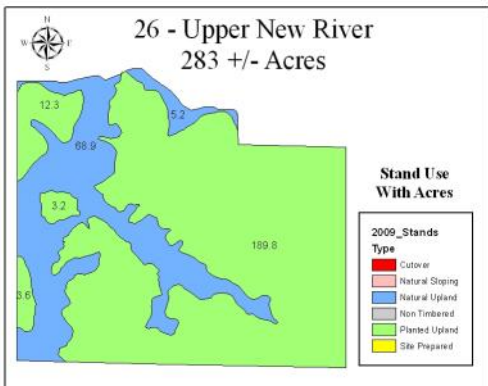 26 - Upper New River
283 +/- Acres
N
W
E
S
12.3
5.2
68.9
3.2
189.8
3.6
Stand Use
With Acres
2009_Stands
Type
Cutover
Natural Sloping
Natural Upland
Non Timbered
Planted Upland
Site Prepared